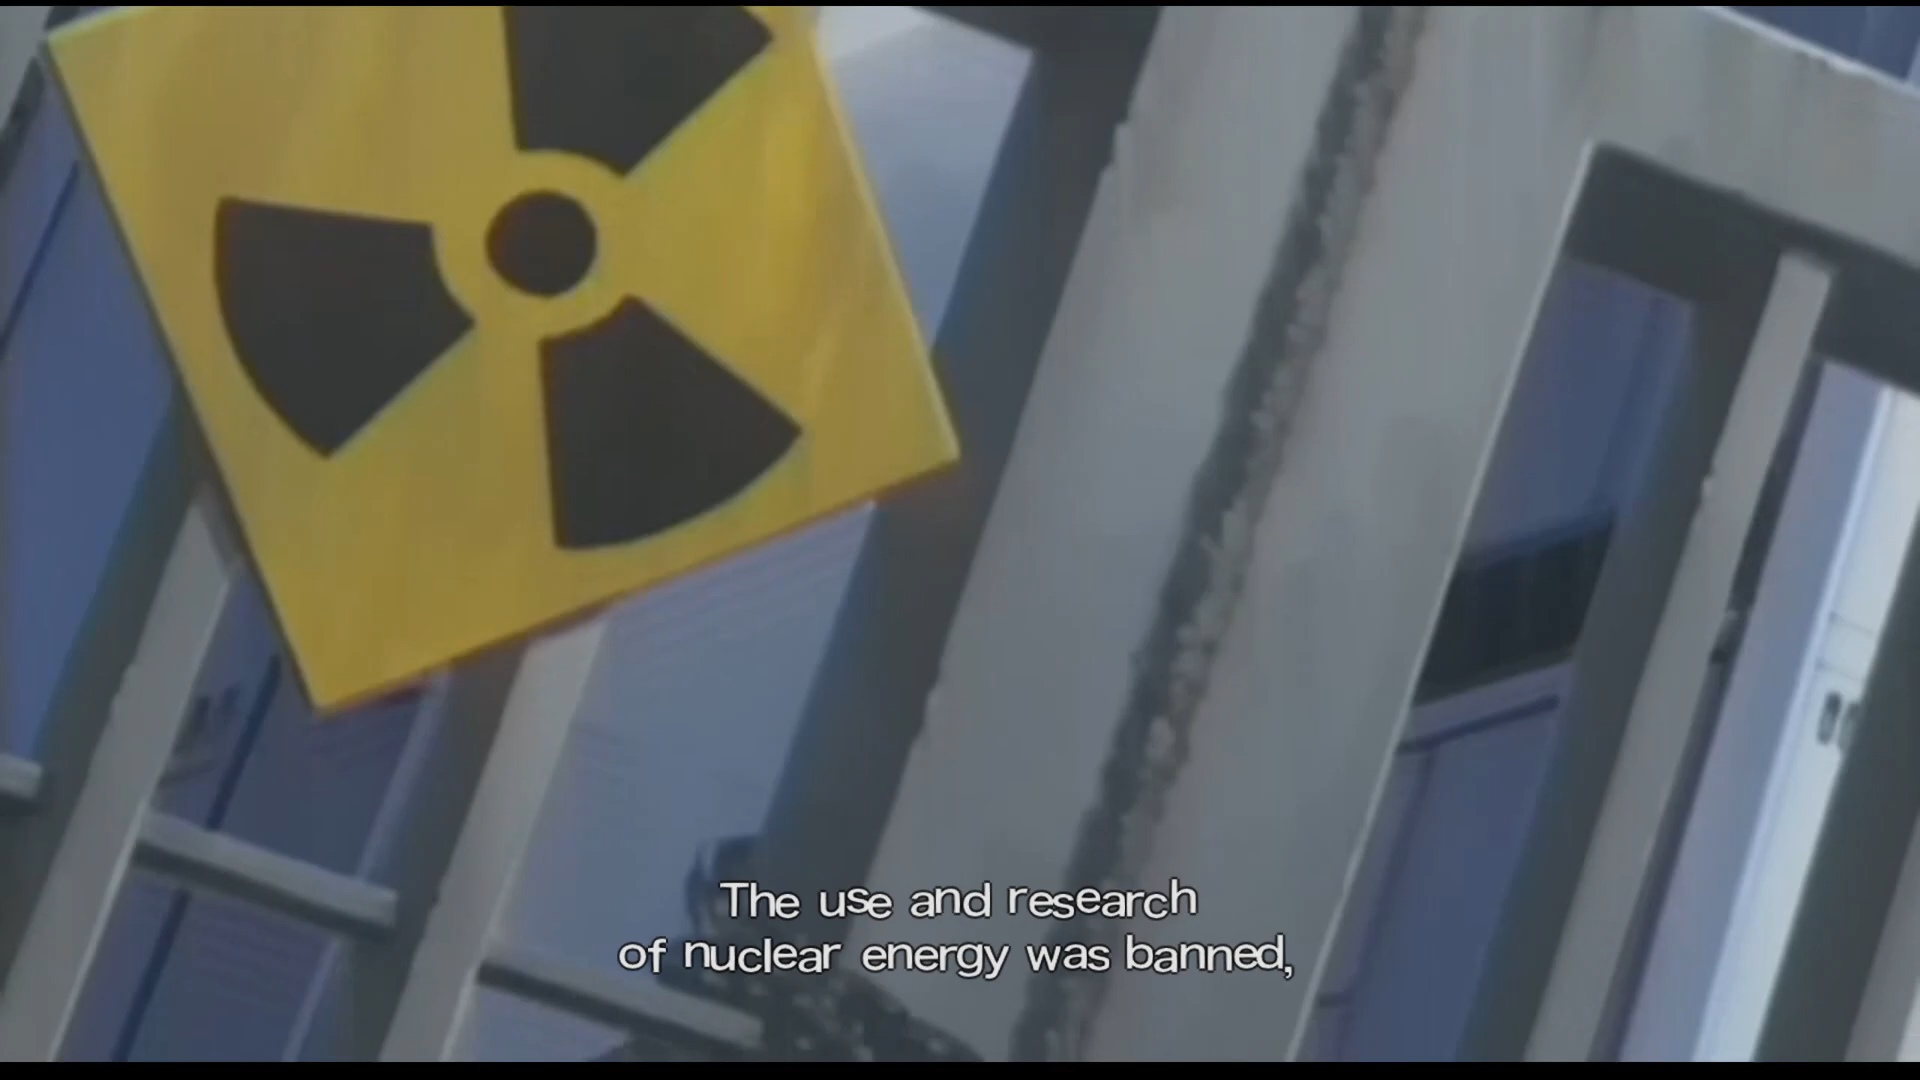 The use and research
of nuclear energy was banned,